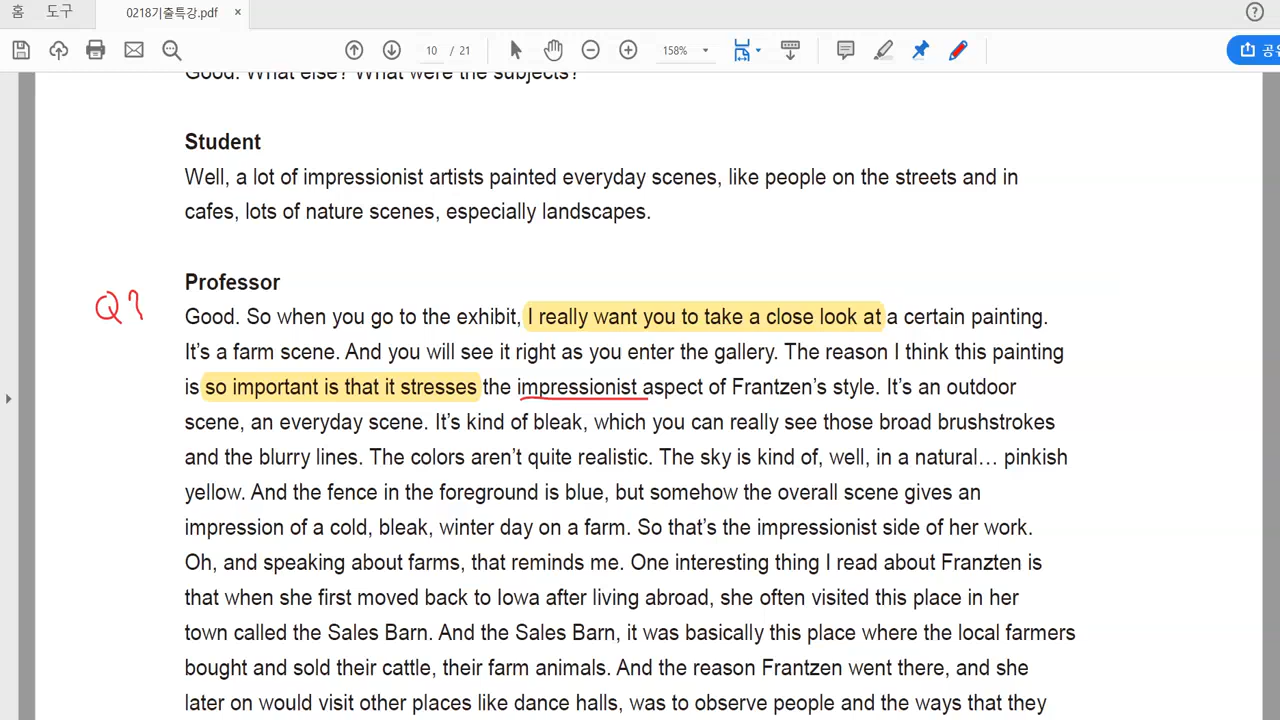 홈 도구 0218기출특강.pdf ×
10 / 21 158% 공유
Good. What else? What were the subjects?
Student
Well, a lot of impressionist artists painted everyday scenes, like people on the streets and in
cafes, lots of nature scenes, especially landscapes.
Professor
Q?
Good. So when you go to the exhibit, I really want you to take a close look at a certain painting.
It’s a farm scene. And you will see it right as you enter the gallery. The reason I think this painting
is so important is that it stresses the impressionist aspect of Frantzen’s style. It’s an outdoor
scene, an everyday scene. It’s kind of bleak, which you can really see those broad brushstrokes
and the blurry lines. The colors aren’t quite realistic. The sky is kind of, well, in a natural… pinkish
yellow. And the fence in the foreground is blue, but somehow the overall scene gives an
impression of a cold, bleak, winter day on a farm. So that’s the impressionist side of her work.
Oh, and speaking about farms, that reminds me. One interesting thing I read about Franzten is
that when she first moved back to Iowa after living abroad, she often visited this place in her
town called the Sales Barn. And the Sales Barn, it was basically this place where the local farmers
bought and sold their cattle, their farm animals. And the reason Frantzen went there, and she
later on would visit other places like dance halls, was to observe people and the ways that they